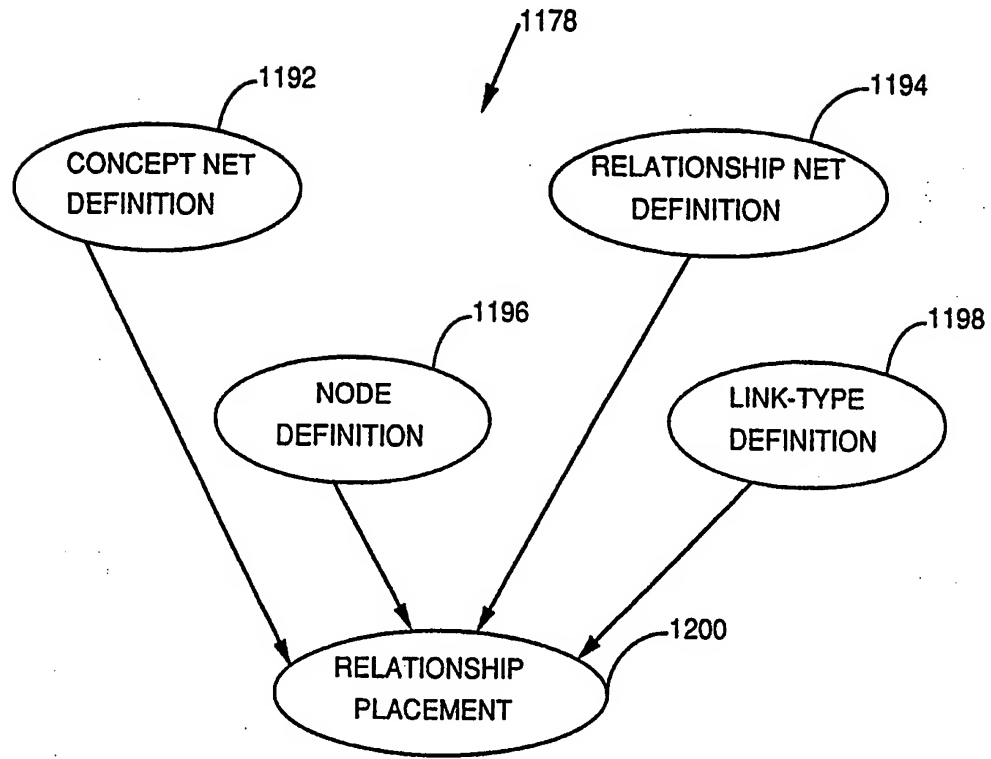 1178
1192
CONCEPT NET
DEFINITION
1194
RELATIONSHIP NET
DEFINITION
1196
NODE
DEFINITION
1198
LINK-TYPE
DEFINITION
1200
RELATIONSHIP
PLACEMENT